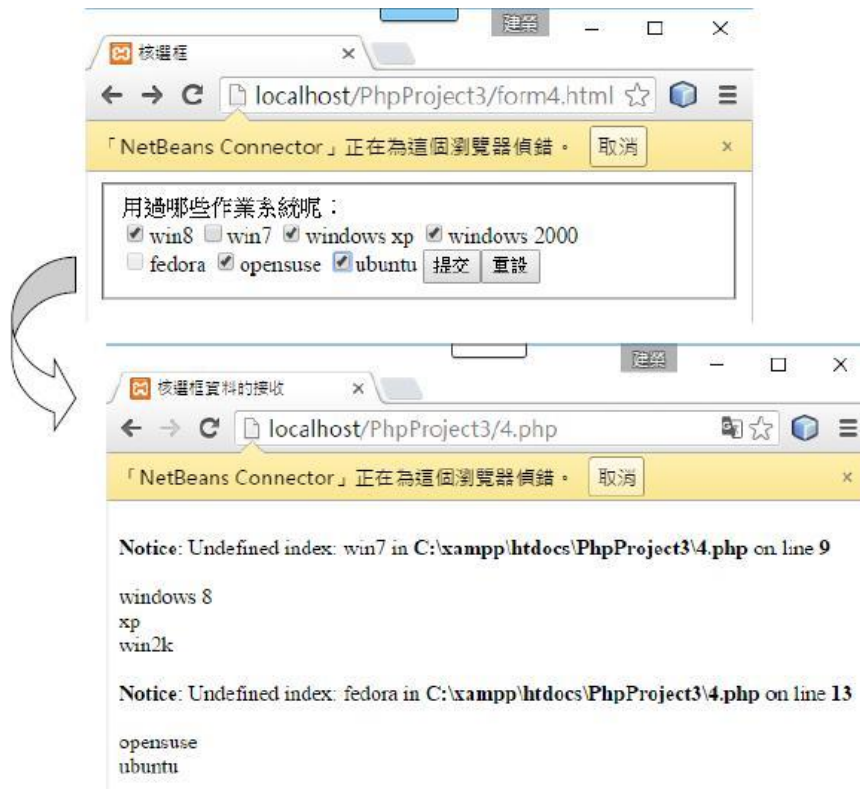 建榮
核選框
localhost/PhpProject3/form4.html
「NetBeans Connector」正在為這個瀏覽器偵錯。 取消
用過哪些作業系統呢：
win8 win7 windows xp windows 2000
fedora opensuse ubuntu 提交 重設
建榮
核選框資料的接收
localhost/PhpProject3/4.php
「NetBeans Connector」正在為這個瀏覽器偵錯。 取消
Notice: Undefined index: win7 in C:\xampp\htdocs\PhpProject3\4.php on line 9
windows 8
xp
win2k
Notice: Undefined index: fedora in C:\xampp\htdocs\PhpProject3\4.php on line 13
opensuse
ubuntu